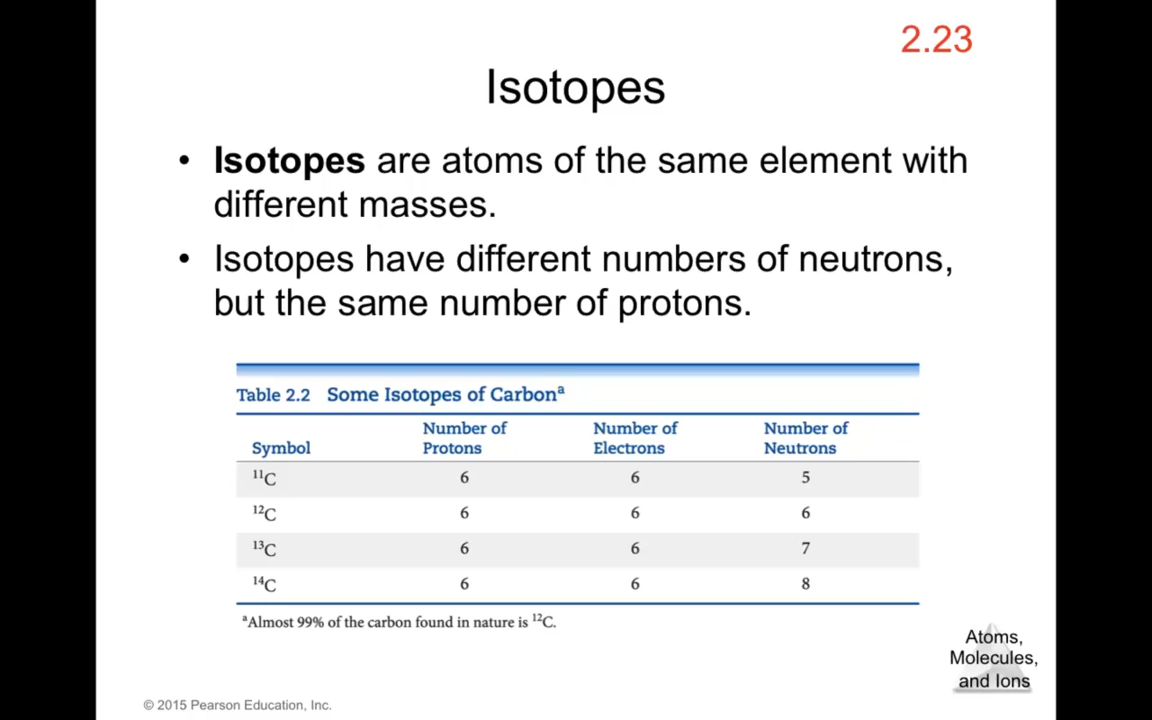 2.23
Isotopes
• Isotopes are atoms of the same element with
different masses.
• Isotopes have different numbers of neutrons,
but the same number of protons.
Table 2.2 Some Isotopes of Carbonᵃ
Symbol Number of Protons Number of Electrons Number of Neutrons
¹¹C 6 6 5
¹²C 6 6 6
¹³C 6 6 7
¹⁴C 6 6 8
ᵃAlmost 99% of the carbon found in nature is ¹²C.
Atoms,
Molecules,
and Ions
© 2015 Pearson Education, Inc.